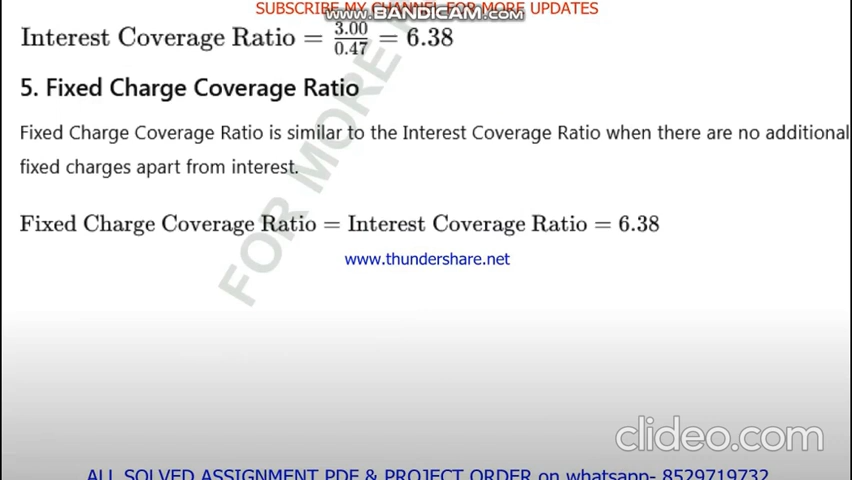 SUBSCRIBE MY CHANNEL FOR MORE UPDATES
www.BANDICAM.com
Interest Coverage Ratio = 3.00/0.47 = 6.38
5. Fixed Charge Coverage Ratio
Fixed Charge Coverage Ratio is similar to the Interest Coverage Ratio when there are no additional
fixed charges apart from interest.
Fixed Charge Coverage Ratio = Interest Coverage Ratio = 6.38
www.thundershare.net
FOR MORE
clideo.com
ALL SOLVED ASSIGNMENT PDF & PROJECT ORDER on whatsapp- 8529719732